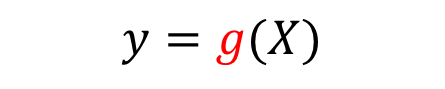 y = g(X)